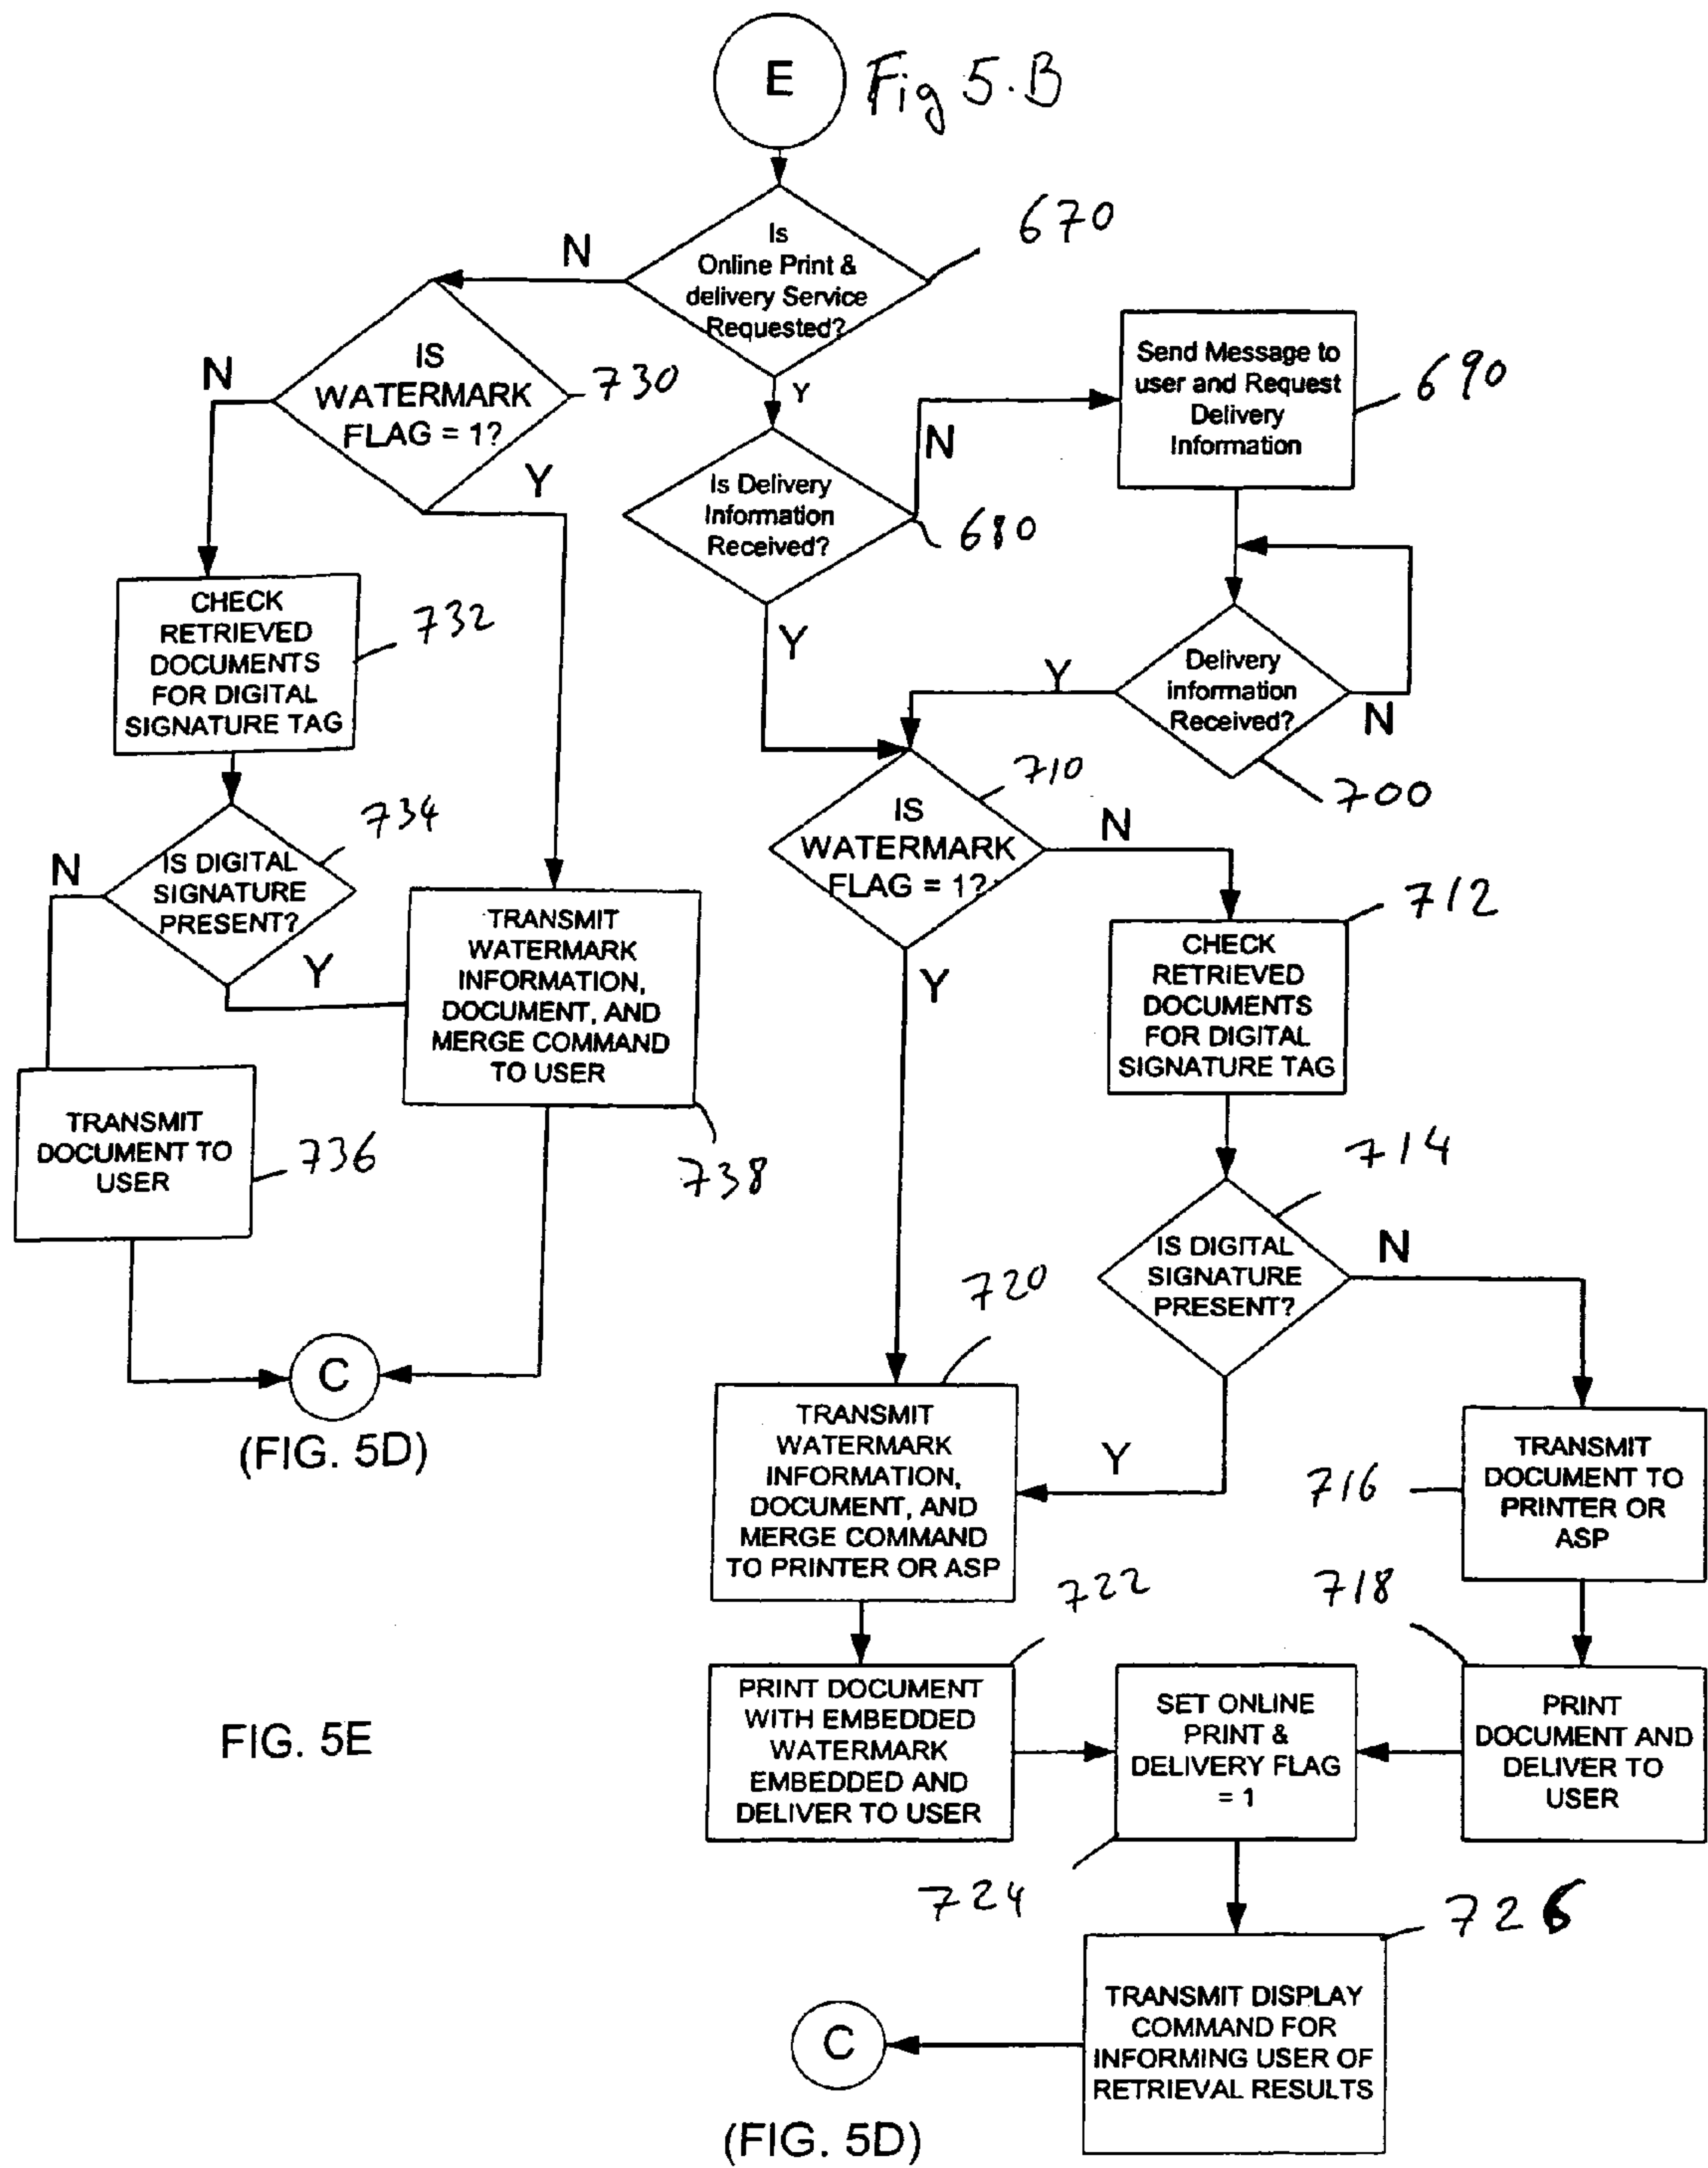 E
Fig 5.B
Is
Online Print &
delivery Service
Requested?
670
N
Y
IS
WATERMARK
FLAG = 1?
730
N
Y
Is Delivery
Information
Received?
680
N
Y
Send Message to
user and Request
Delivery
Information
690
Delivery
information
Received?
700
Y
N
CHECK
RETRIEVED
DOCUMENTS
FOR DIGITAL
SIGNATURE TAG
732
IS DIGITAL
SIGNATURE
PRESENT?
734
N
Y
TRANSMIT
WATERMARK
INFORMATION,
DOCUMENT, AND
MERGE COMMAND
TO USER
738
TRANSMIT
DOCUMENT TO
USER
736
C
(FIG. 5D)
IS
WATERMARK
FLAG = 1?
710
N
Y
CHECK
RETRIEVED
DOCUMENTS
FOR DIGITAL
SIGNATURE TAG
712
IS DIGITAL
SIGNATURE
PRESENT?
714
N
Y
TRANSMIT
WATERMARK
INFORMATION,
DOCUMENT, AND
MERGE COMMAND
TO PRINTER OR ASP
720
TRANSMIT
DOCUMENT TO
PRINTER OR
ASP
716
PRINT DOCUMENT
WITH EMBEDDED
WATERMARK
EMBEDDED AND
DELIVER TO USER
722
SET ONLINE
PRINT &
DELIVERY FLAG
= 1
724
PRINT
DOCUMENT AND
DELIVER TO
USER
718
TRANSMIT DISPLAY
COMMAND FOR
INFORMING USER OF
RETRIEVAL RESULTS
726
C
(FIG. 5D)
FIG. 5E